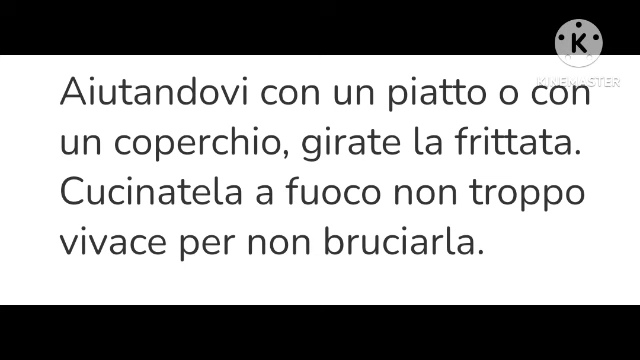 KINEMASTER
Aiutandovi con un piatto o con
un coperchio, girate la frittata.
Cucinatela a fuoco non troppo
vivace per non bruciarla.